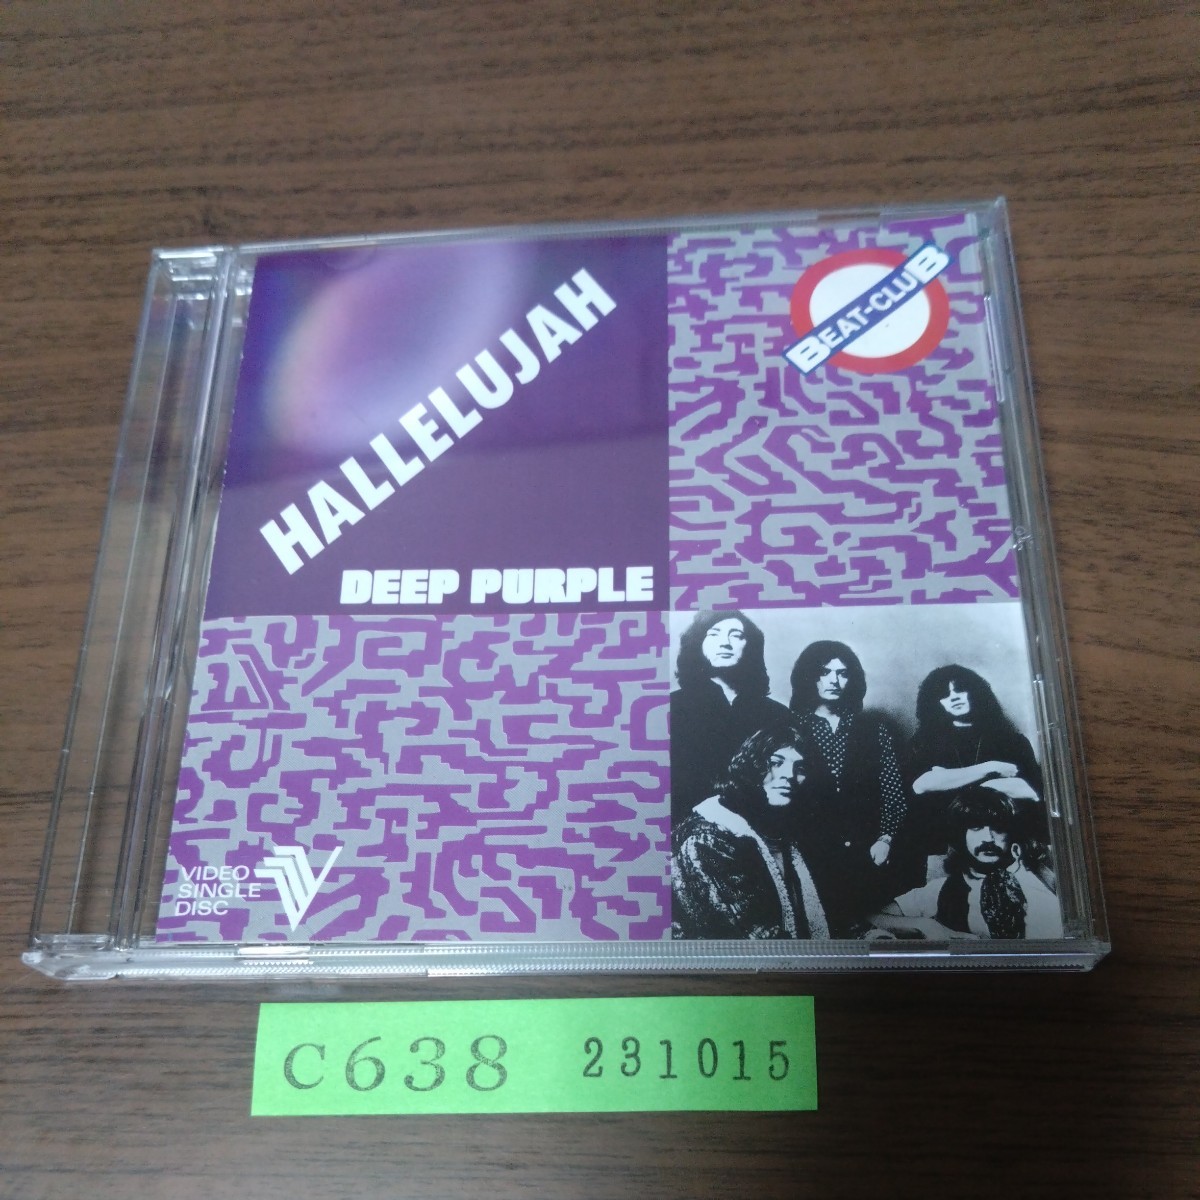 HALLELUJAH
BEAT-CLUB
DEEP PURPLE
VIDEO
SINGLE
DISC
C638 231015